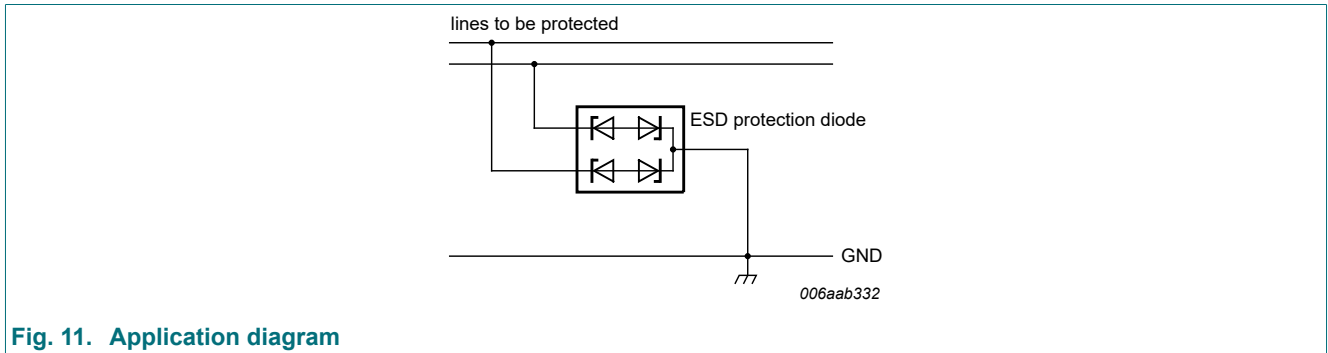 lines to be protected
ESD protection diode
GND
006aab332
Fig. 11. Application diagram